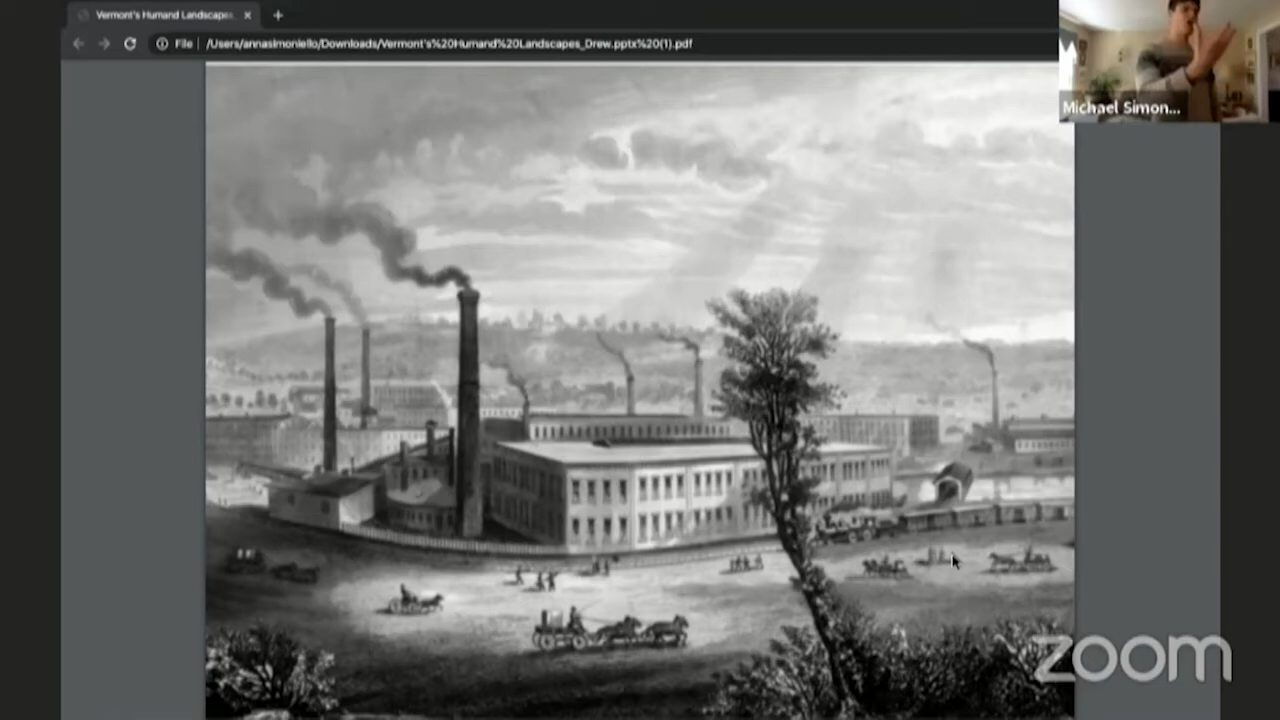 Vermont's Humand Landscapes
File | /Users/annasimoniello/Downloads/Vermont's%20Humand%20Landscapes_Drew.pptx%20(1).pdf
Michael Simon...
zoom